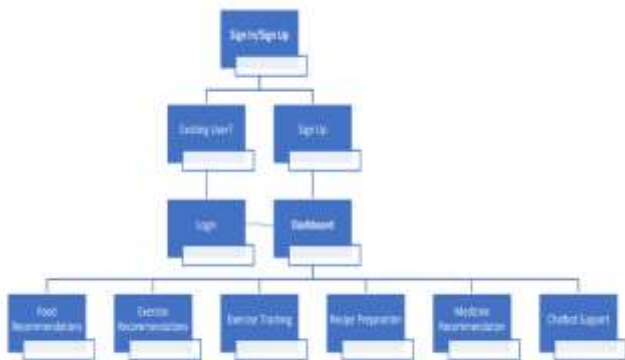 Sign In/Sign Up
Existing User?
Sign Up
Login
Dashboard
Food
Recommendations
Exercise
Recommendations
Exercise Tracking
Recipe Preparation
Medicine
Recommendation
Chatbot Support